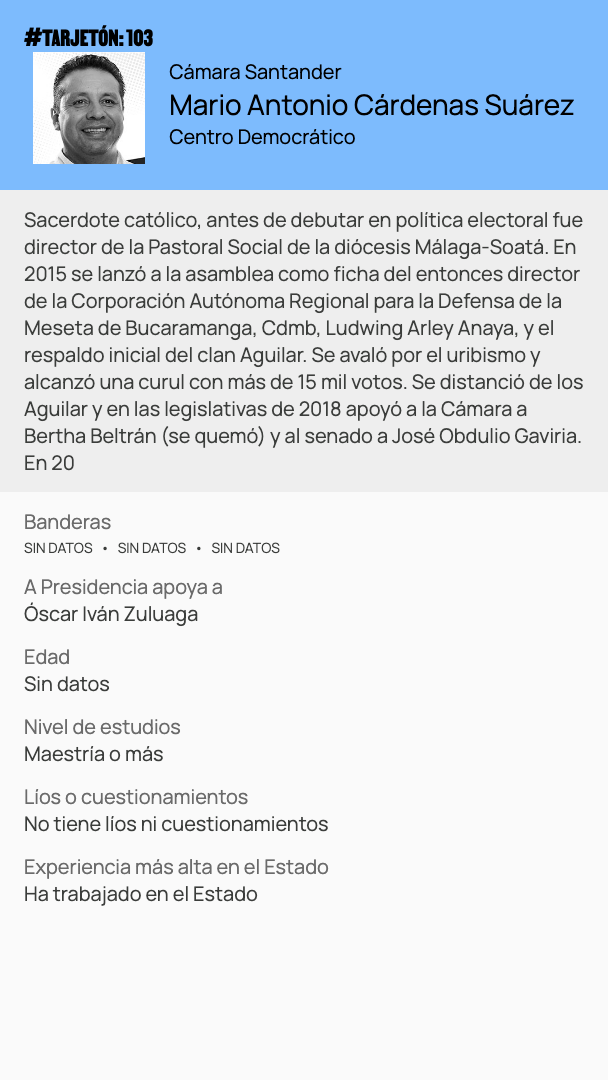 #TARJETÓN: 103
Cámara Santander
Mario Antonio Cárdenas Suárez
Centro Democrático
Sacerdote católico, antes de debutar en política electoral fue
director de la Pastoral Social de la diócesis Málaga-Soatá. En
2015 se lanzó a la asamblea como ficha del entonces director
de la Corporación Autónoma Regional para la Defensa de la
Meseta de Bucaramanga, Cdmb, Ludwing Arley Anaya, y el
respaldo inicial del clan Aguilar. Se avaló por el uribismo y
alcanzó una curul con más de 15 mil votos. Se distanció de los
Aguilar y en las legislativas de 2018 apoyó a la Cámara a
Bertha Beltrán (se quemó) y al senado a José Obdulio Gaviria.
En 20
Banderas
SIN DATOS • SIN DATOS • SIN DATOS
A Presidencia apoya a
Óscar Iván Zuluaga
Edad
Sin datos
Nivel de estudios
Maestría o más
Líos o cuestionamientos
No tiene líos ni cuestionamientos
Experiencia más alta en el Estado
Ha trabajado en el Estado